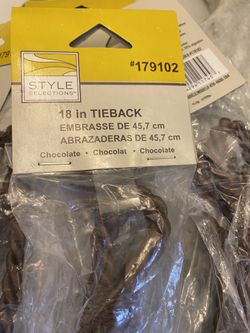 STYLE
SELECTIONS
#179102
18 in TIEBACK
EMBRASSE DE 45,7 cm
ABRAZADERAS DE 45,7 cm
Chocolate • Chocolat • Chocolate